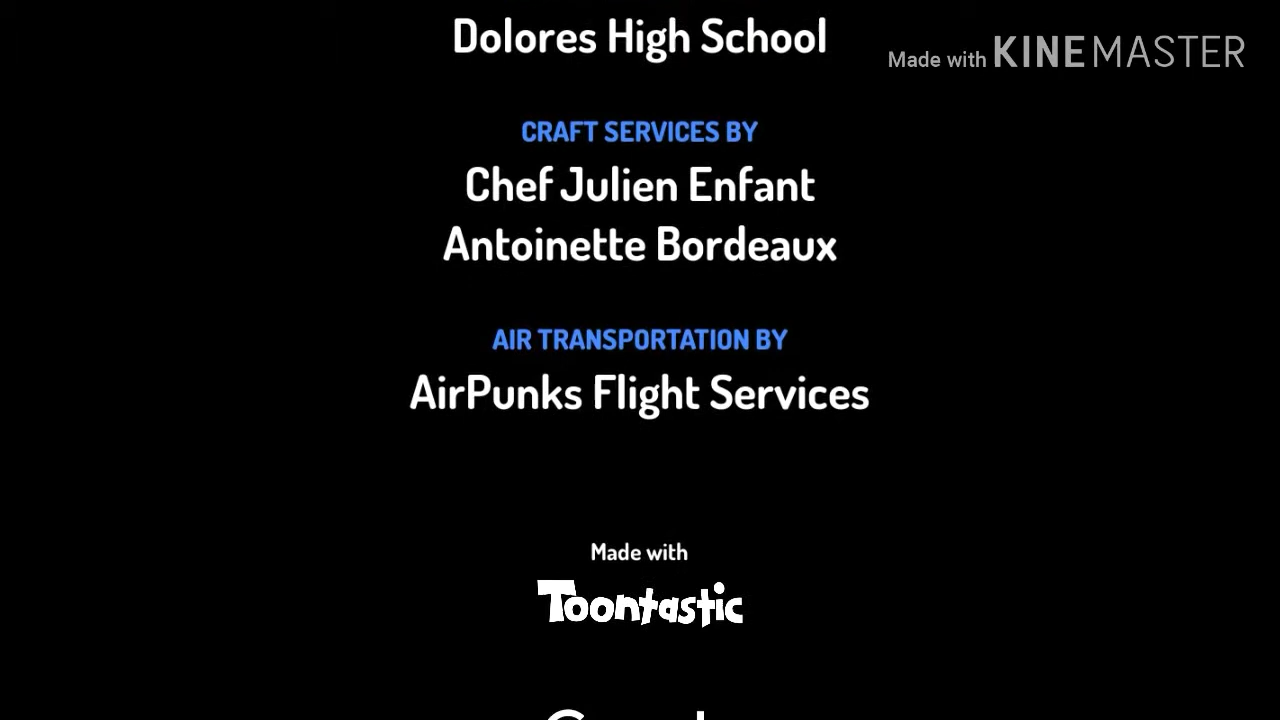 Dolores High School
Made with KINEMASTER
CRAFT SERVICES BY
Chef Julien Enfant
Antoinette Bordeaux
AIR TRANSPORTATION BY
AirPunks Flight Services
Made with
Toontastic